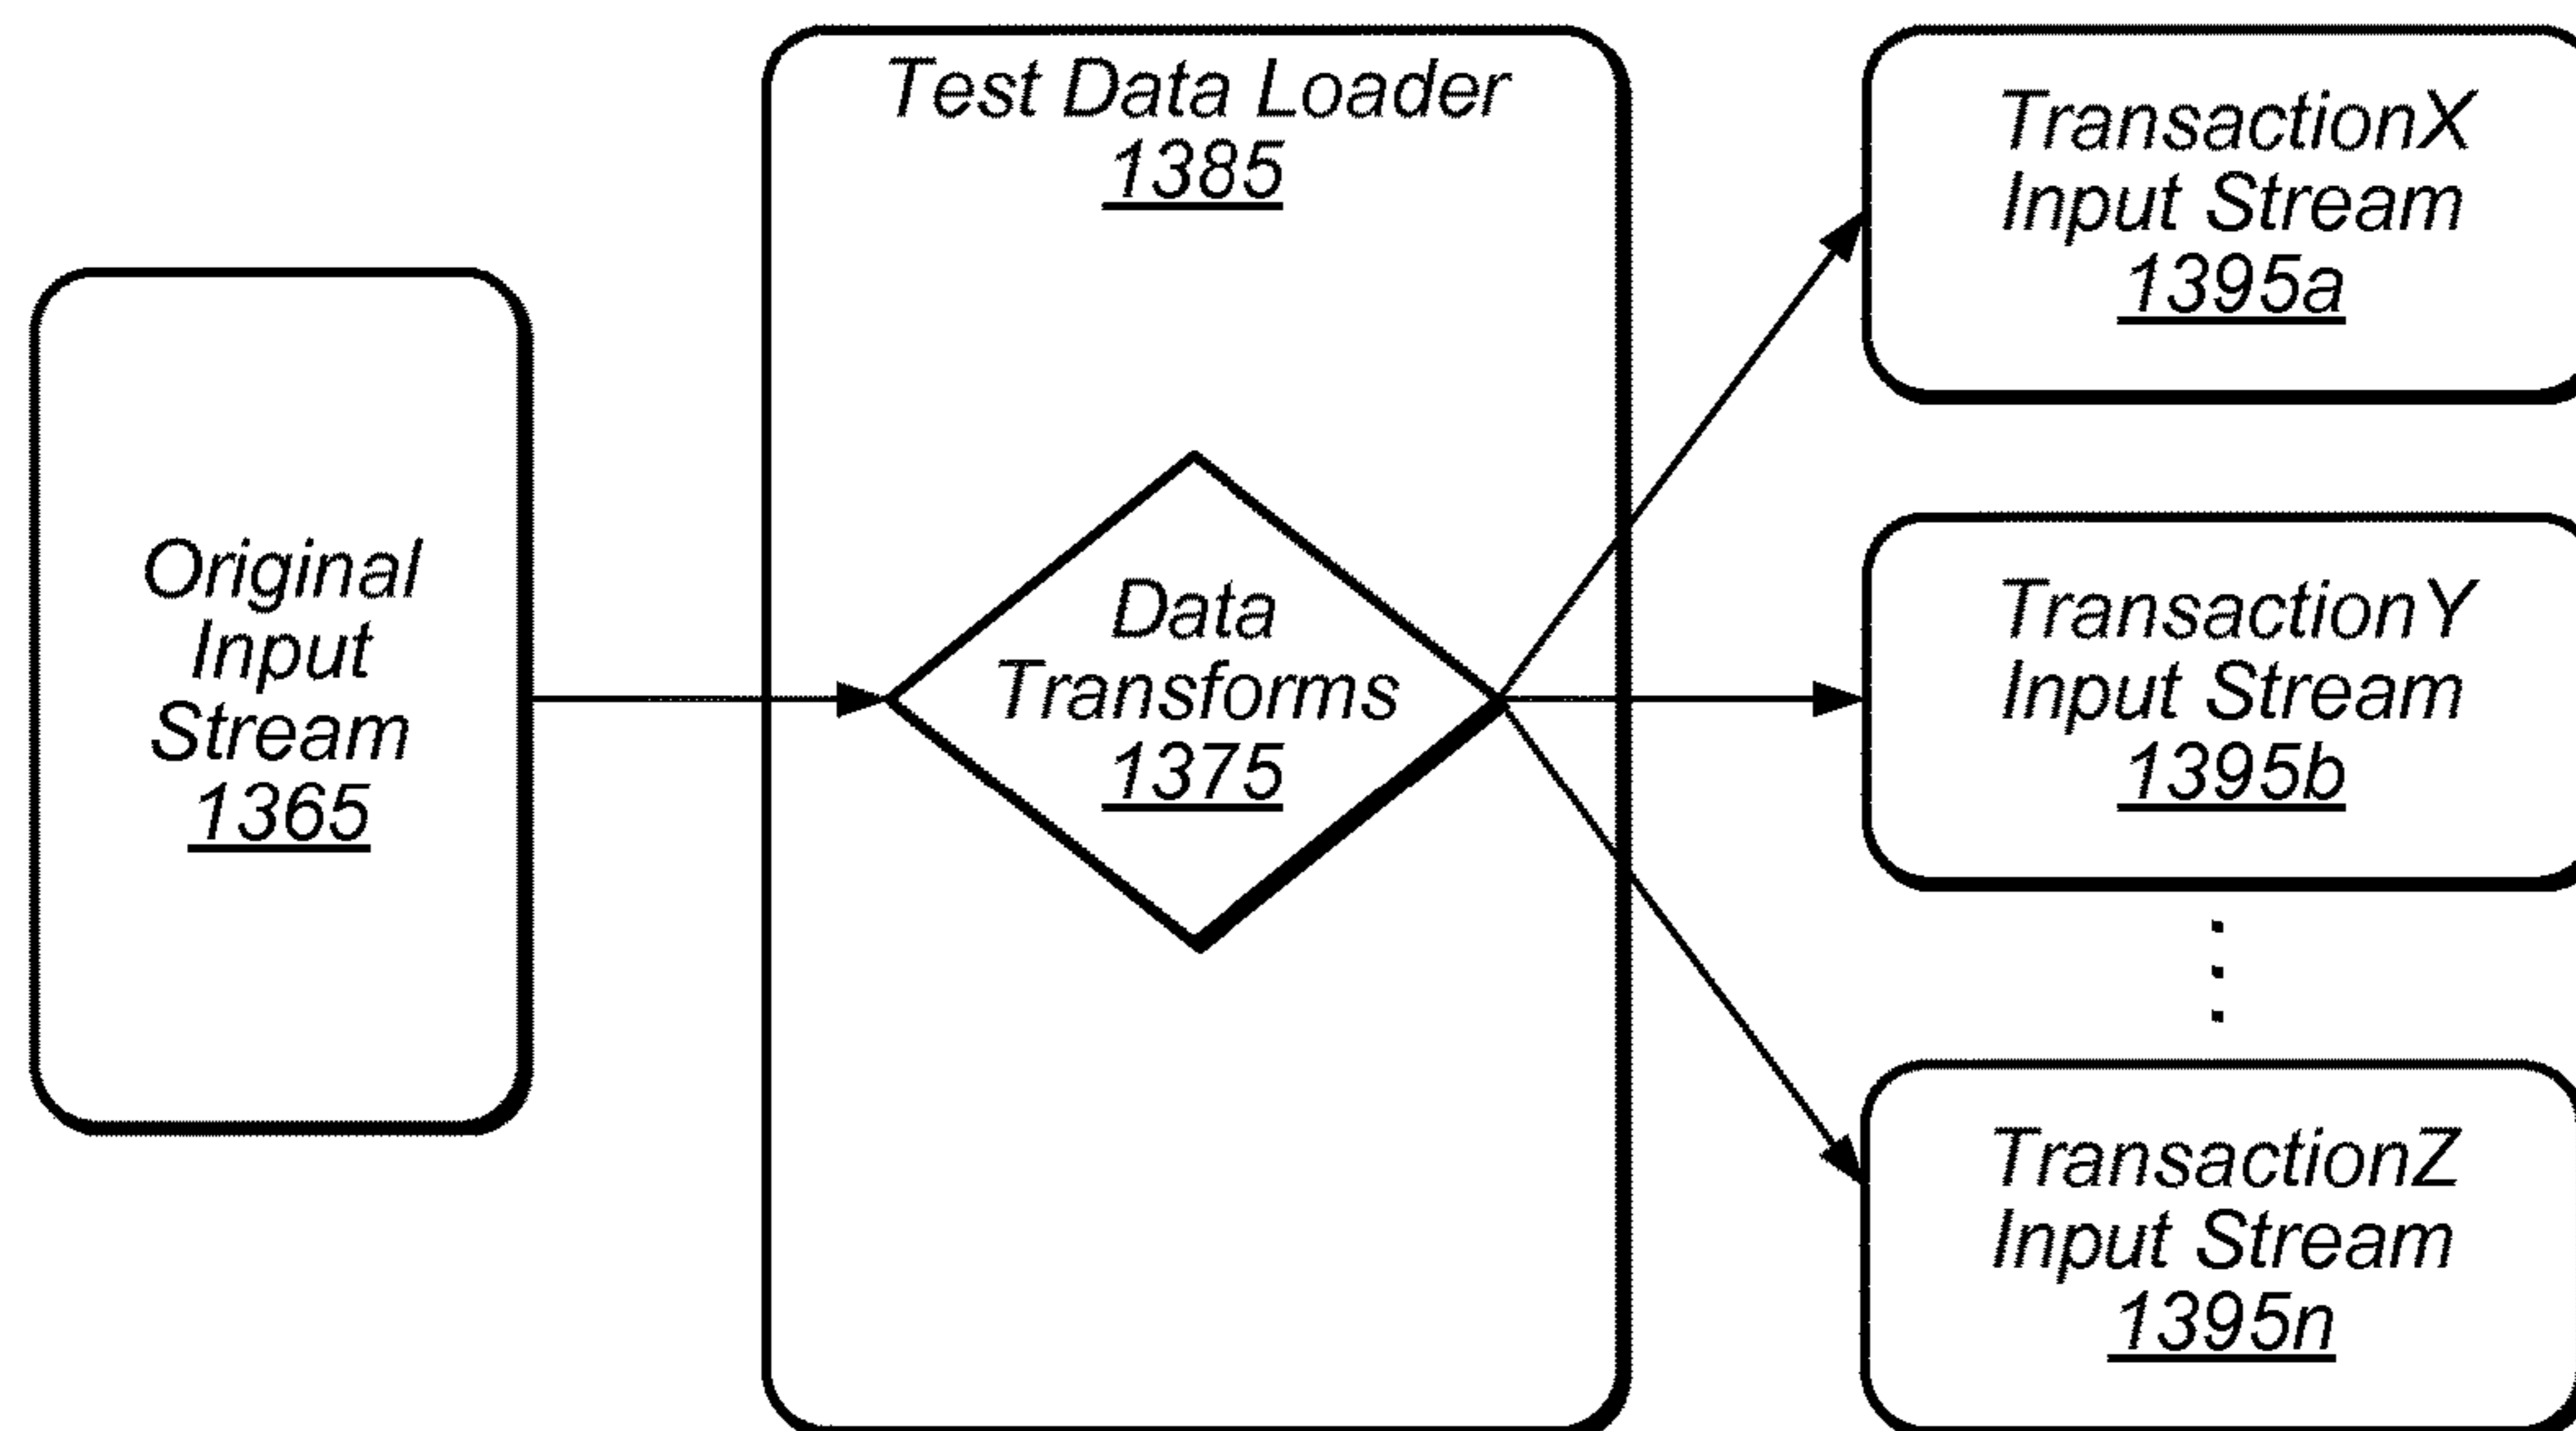 Original
Input
Stream
1365
Test Data Loader
1385
Data
Transforms
1375
TransactionX
Input Stream
1395a
TransactionY
Input Stream
1395b
TransactionZ
Input Stream
1395n